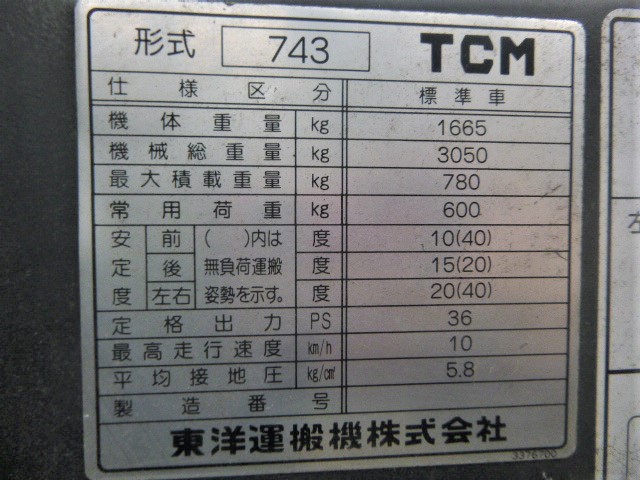 形式 743 TCM
仕様区分 標準車
機体重量 kg 1665
機械総重量 kg 3050
最大積載重量 kg 780
常用荷重 kg 600
安 前 ( )内は 度 10(40)
定 後 無負荷運搬 度 15(20)
度 左右 姿勢を示す。 度 20(40)
定格出力 PS 36
最高走行速度 km/h 10
平均接地圧 kg/cm² 5.8
製造番号
東洋運搬機株式会社
3376700
左